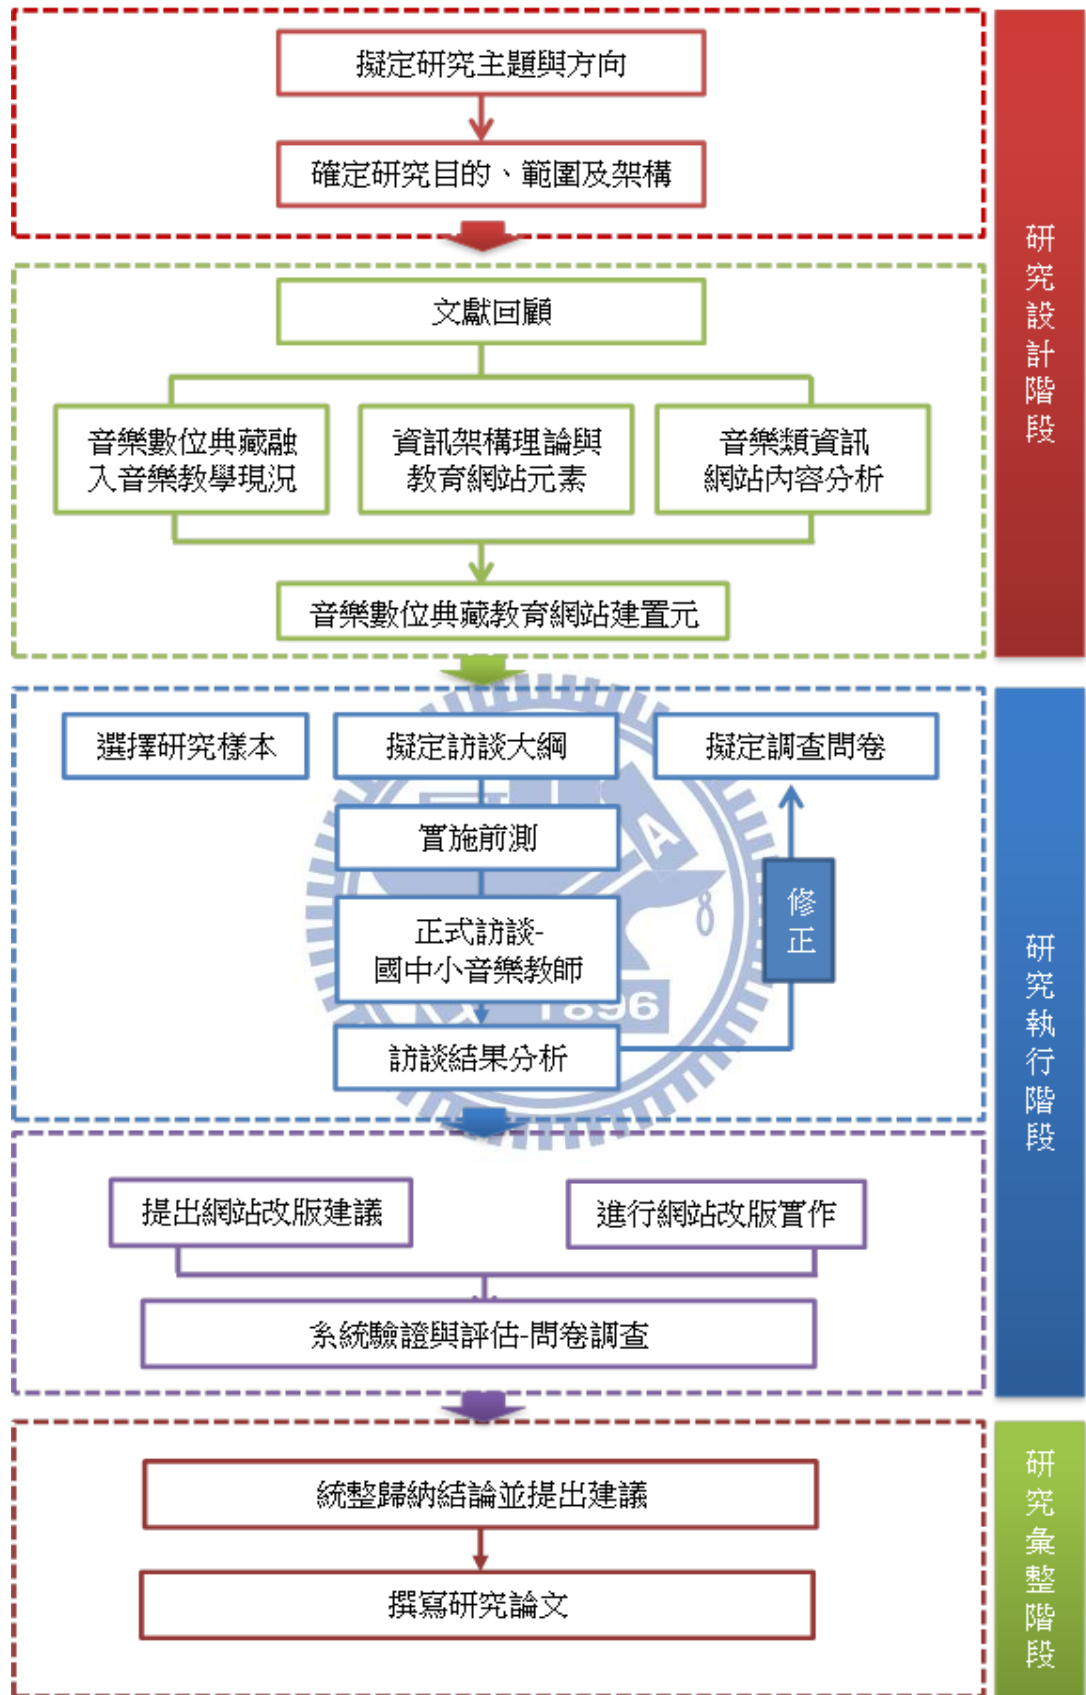 擬定研究主題與方向
確定研究目的、範圍及架構
研究設計階段
文獻回顧
音樂數位典藏融
入音樂教學現況
資訊架構理論與
教育網站元素
音樂類資訊
網站內容分析
音樂數位典藏教育網站建置元
選擇研究樣本
擬定訪談大綱
擬定調查問卷
實施前測
正式訪談-
國中小音樂教師
修正
訪談結果分析
研究執行階段
A
8
1896
提出網站改版建議
進行網站改版實作
系統驗證與評估-問卷調查
統整歸納結論並提出建議
撰寫研究論文
研究彙整階段